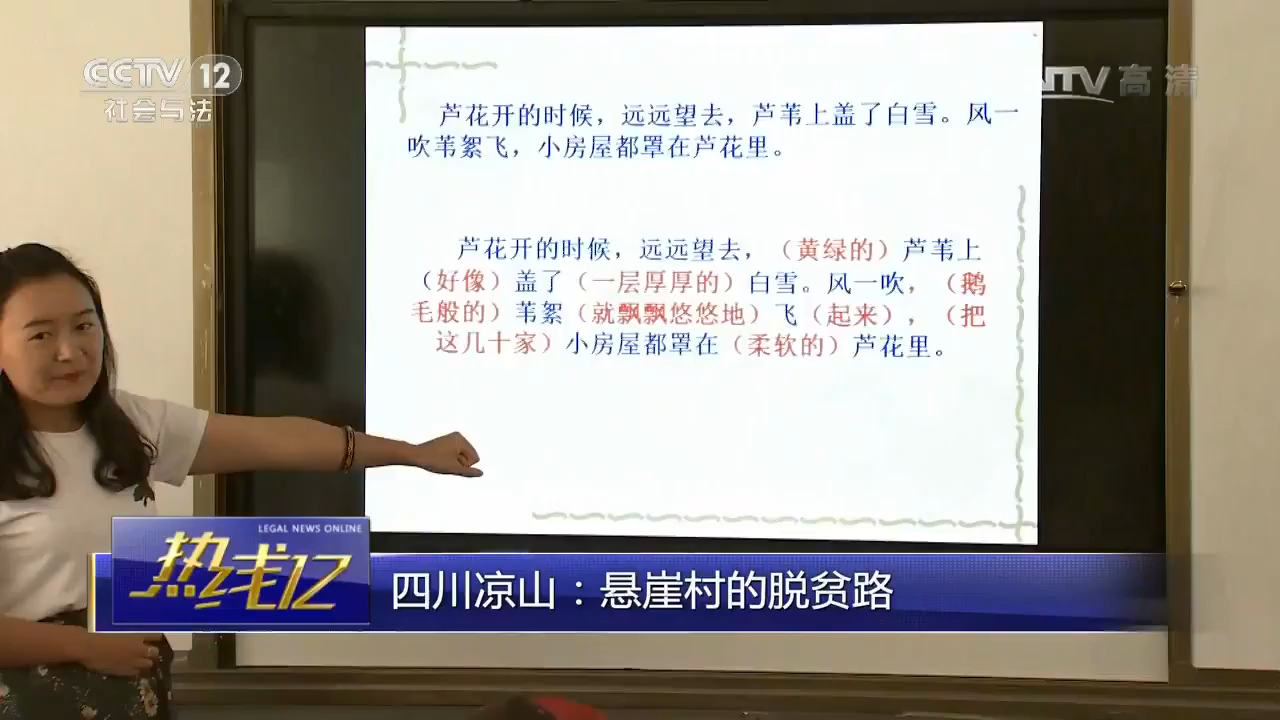 CCTV 12
社会与法
NTV 高清
芦花开的时候，远远望去，芦苇上盖了白雪。风一
吹苇絮飞，小房屋都罩在芦花里。
芦花开的时候，远远望去，（黄绿的）芦苇上
（好像）盖了（一层厚厚的）白雪。风一吹，（鹅
毛般的）苇絮（就飘飘悠悠地）飞（起来），（把
这几十家）小房屋都罩在（柔软的）芦花里。
LEGAL NEWS ONLINE
热线12
四川凉山：悬崖村的脱贫路